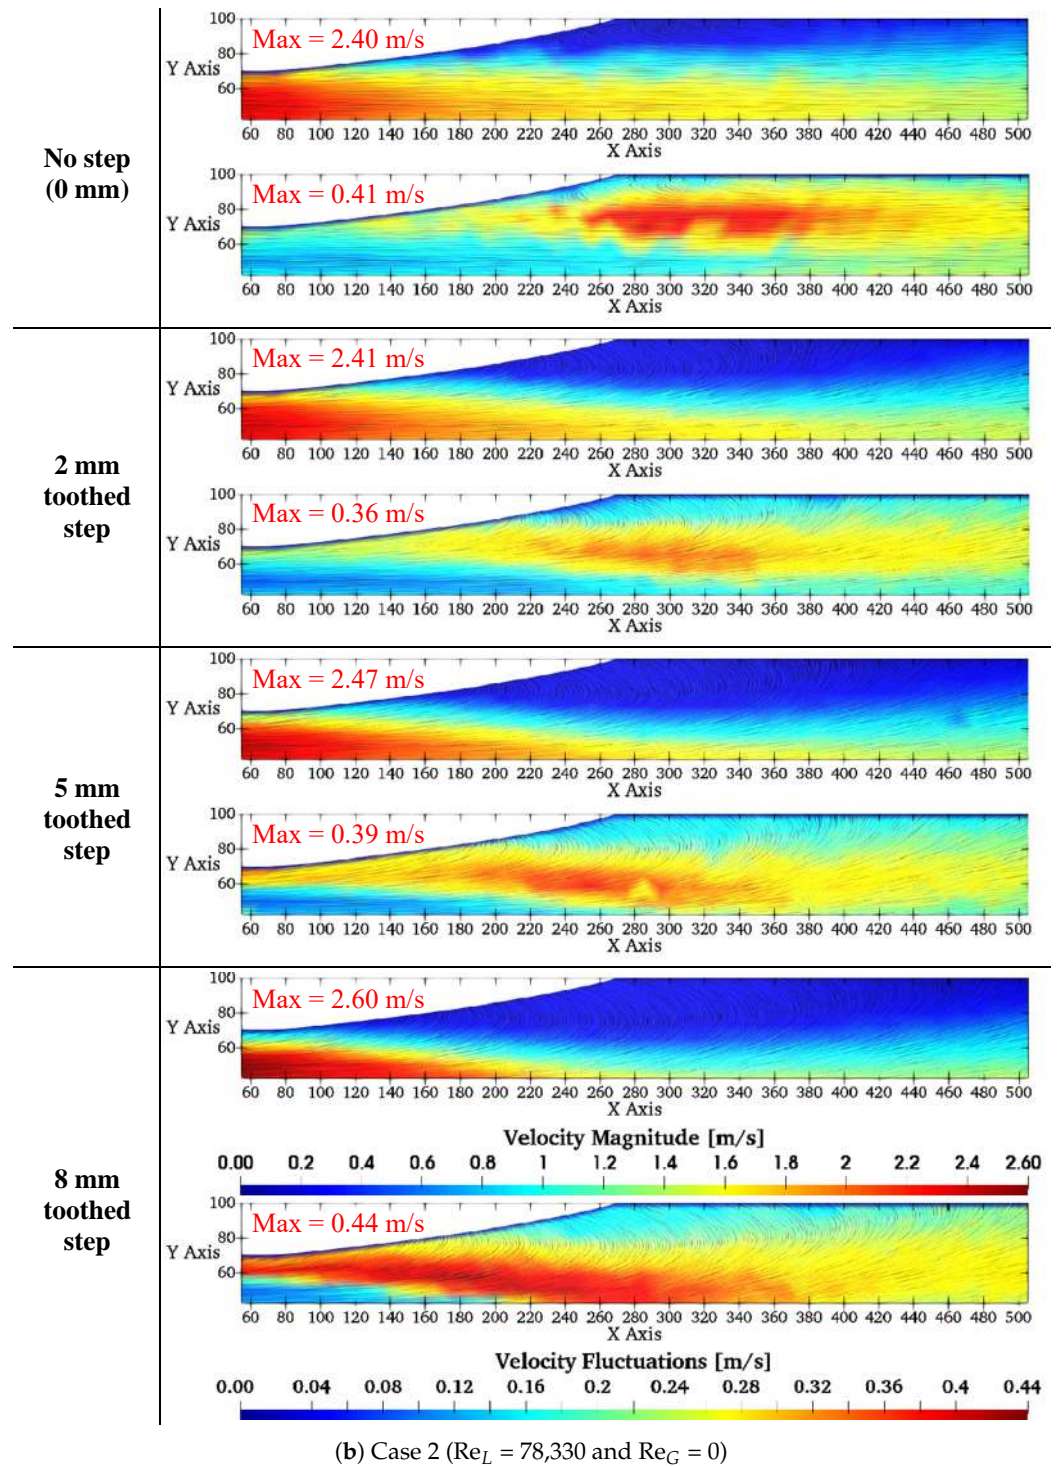 Max = 2.40 m/s
100
80
Y Axis
60
60 80 100 120 140 160 180 200 220 240 260 280 300 320 340 360 380 400 420 440 460 480 500
X Axis
No step
(0 mm)
Max = 0.41 m/s
100
80
Y Axis
60
60 80 100 120 140 160 180 200 220 240 260 280 300 320 340 360 380 400 420 440 460 480 500
X Axis
100
Max = 2.41 m/s
80
Y Axis
60
60 80 100 120 140 160 180 200 220 240 260 280 300 320 340 360 380 400 420 440 460 480 500
X Axis
2 mm
toothed
step
100
Max = 0.36 m/s
80
Y Axis
60
60 80 100 120 140 160 180 200 220 240 260 280 300 320 340 360 380 400 420 440 460 480 500
X Axis
100
Max = 2.47 m/s
80
Y Axis
60
60 80 100 120 140 160 180 200 220 240 260 280 300 320 340 360 380 400 420 440 460 480 500
X Axis
5 mm
toothed
step
100
Max = 0.39 m/s
80
Y Axis
60
60 80 100 120 140 160 180 200 220 240 260 280 300 320 340 360 380 400 420 440 460 480 500
X Axis
100
Max = 2.60 m/s
80
Y Axis
60
60 80 100 120 140 160 180 200 220 240 260 280 300 320 340 360 380 400 420 440 460 480 500
X Axis
Velocity Magnitude [m/s]
0.00 0.2 0.4 0.6 0.8 1 1.2 1.4 1.6 1.8 2 2.2 2.4 2.60
8 mm
toothed
step
100
Max = 0.44 m/s
80
Y Axis
60
60 80 100 120 140 160 180 200 220 240 260 280 300 320 340 360 380 400 420 440 460 480 500
X Axis
Velocity Fluctuations [m/s]
0.00 0.04 0.08 0.12 0.16 0.2 0.24 0.28 0.32 0.36 0.4 0.44
(b) Case 2 (Re_L = 78,330 and Re_G = 0)